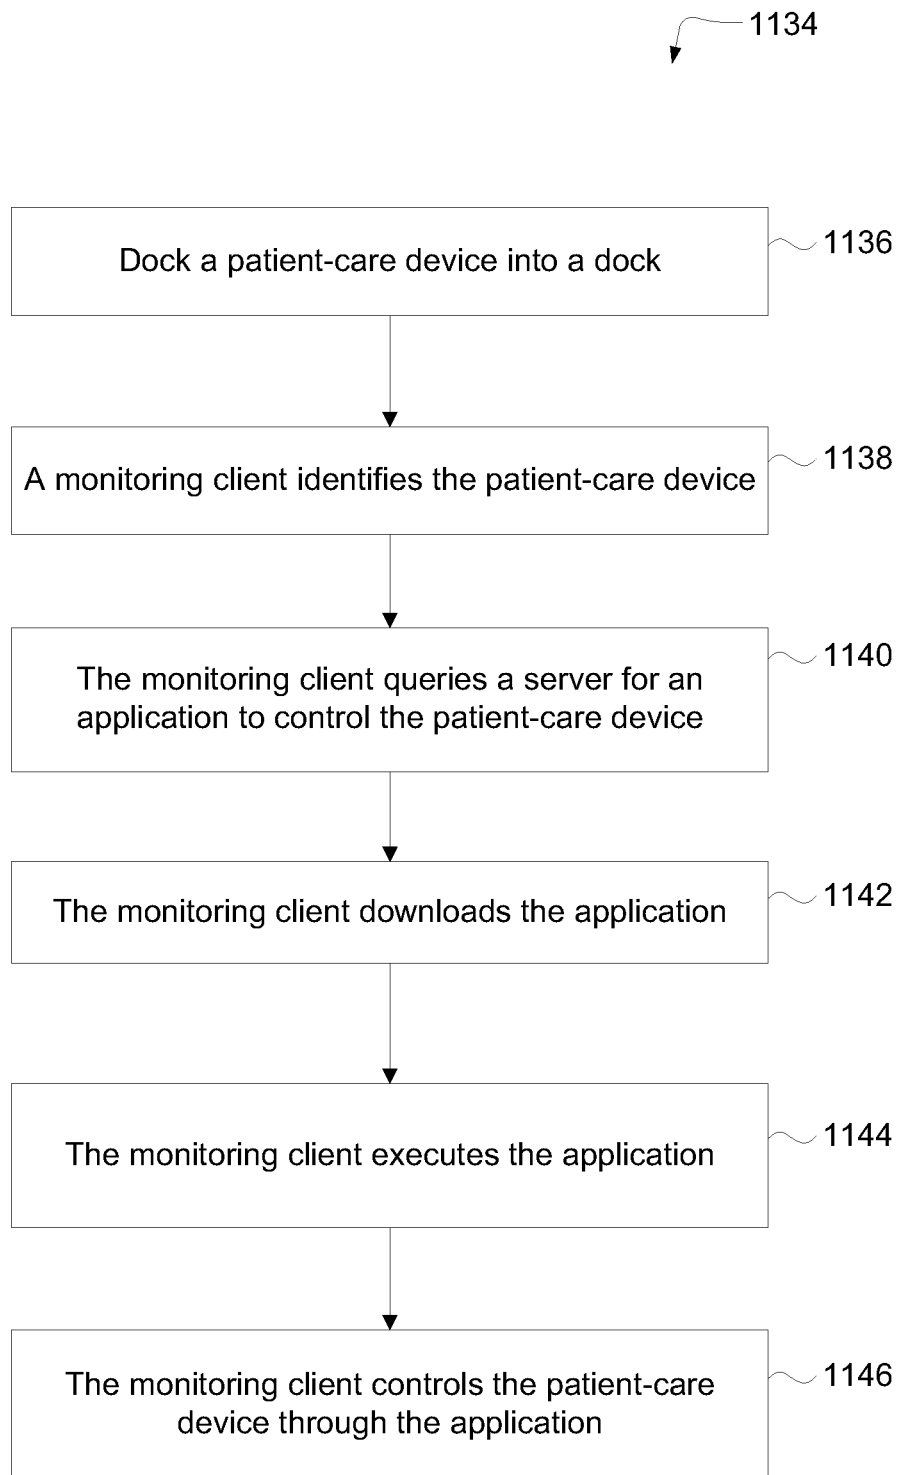 1134
Dock a patient-care device into a dock
1136
A monitoring client identifies the patient-care device
1138
The monitoring client queries a server for an
application to control the patient-care device
1140
The monitoring client downloads the application
1142
The monitoring client executes the application
1144
The monitoring client controls the patient-care
device through the application
1146